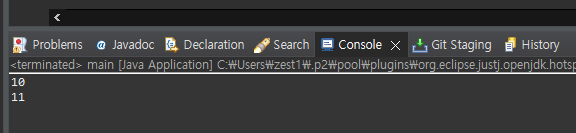 <
Problems @ Javadoc Declaration Search Console × Git Staging History
<terminated> main [Java Application] C:₩Users₩zest1₩.p2₩pool₩plugins₩org.eclipse.justj.openjdk.hotsp
10
11